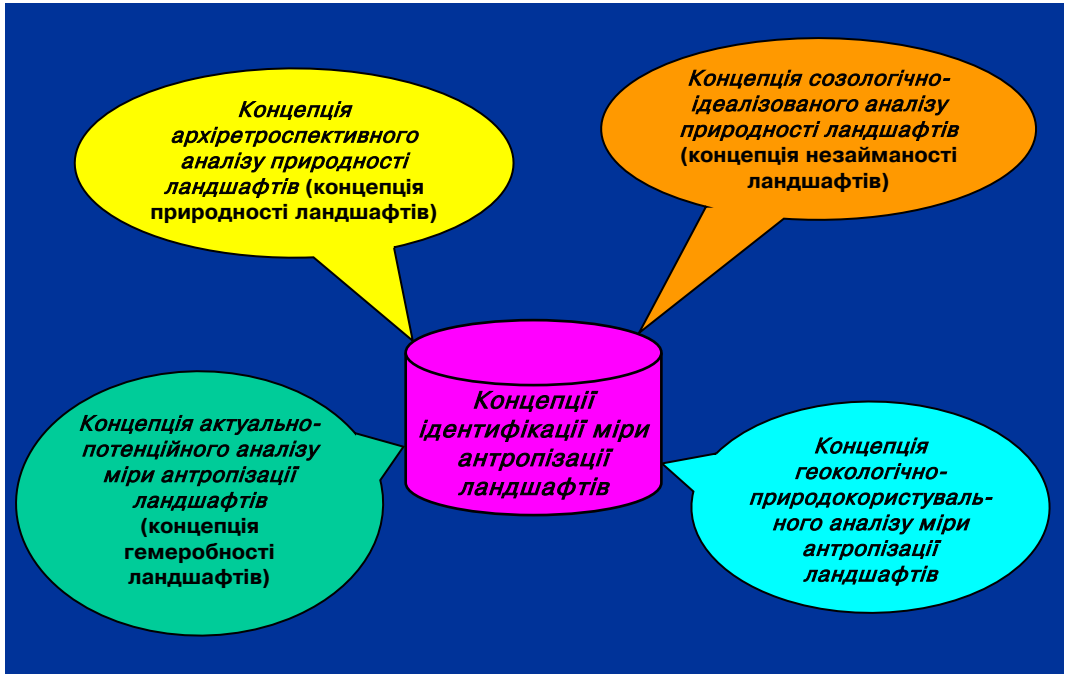 Концепція
архіретроспективного
аналізу природності
ландшафтів (концепція
природності ландшафтів)
Концепція созологічно-
ідеалізованого аналізу
природності ландшафтів
(концепція незайманості
ландшафтів)
Концепції
ідентифікації міри
антропізації
ландшафтів
Концепція актуально-
потенційного аналізу
міри антропізації
ландшафтів
(концепція
гемеробності
ландшафтів)
Концепція
геокологічно-
природокористуваль-
ного аналізу міри
антропізації
ландшафтів